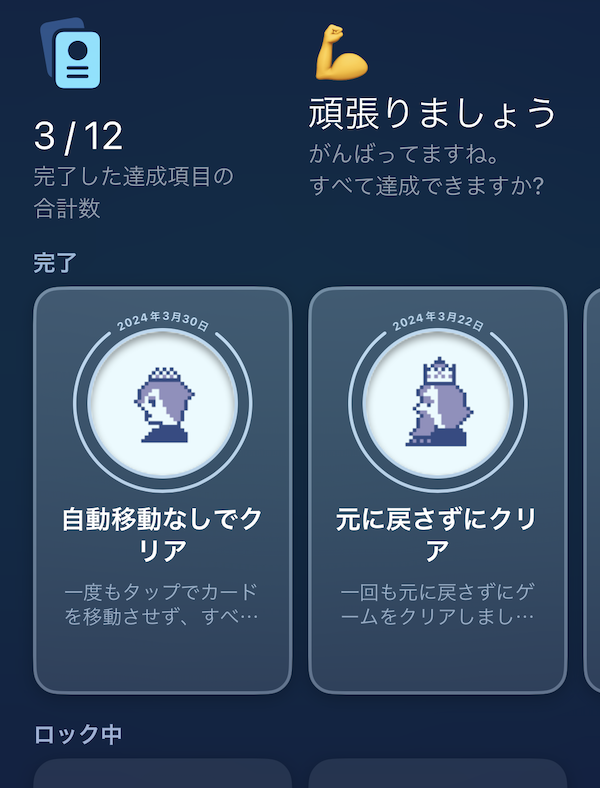 3 / 12
完了した達成項目の
合計数
頑張りましょう
がんばってますね。
すべて達成できますか?
完了
2024年3月30日
自動移動なしでク
リア
一度もタップでカード
を移動させず、すべ…
2024年3月22日
元に戻さずにクリ
ア
一回も元に戻さずにゲ
ームをクリアしまし…
ロック中